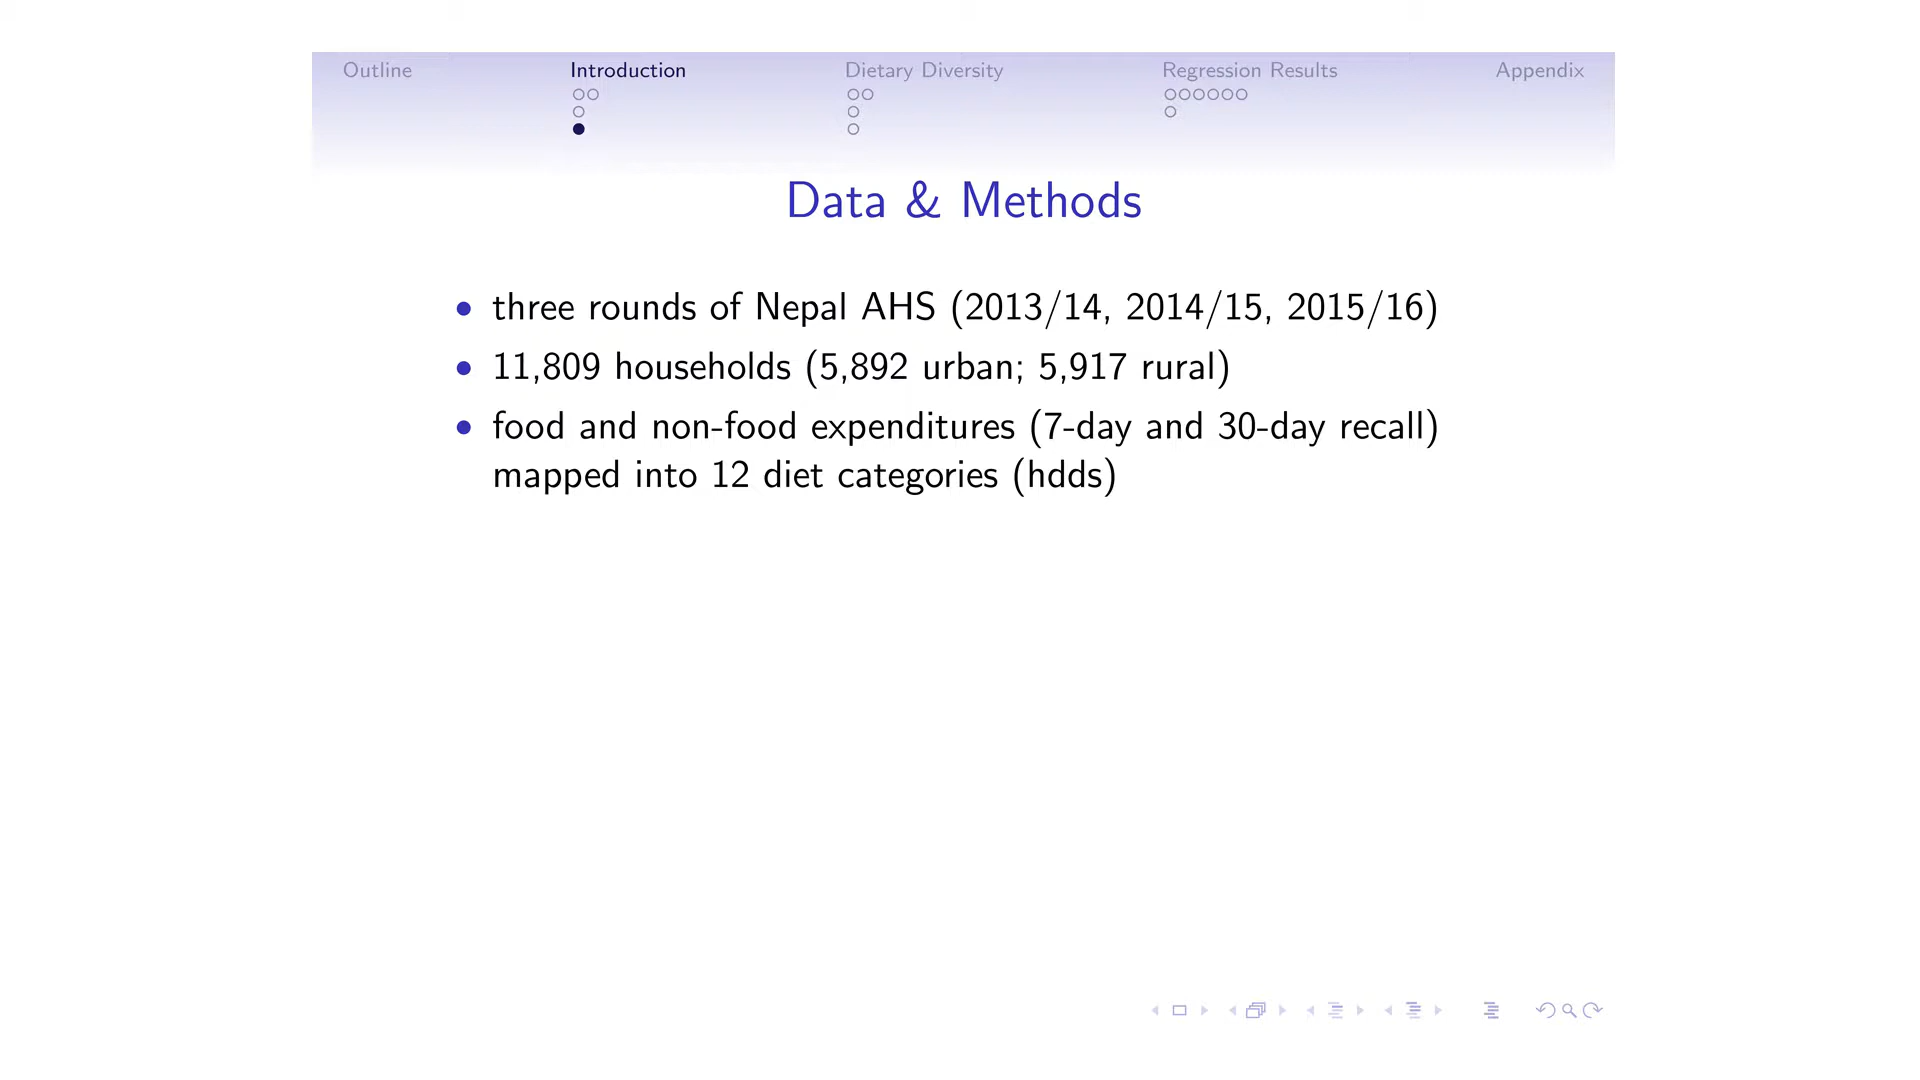 Outline Introduction Dietary Diversity Regression Results Appendix
Data & Methods
• three rounds of Nepal AHS (2013/14, 2014/15, 2015/16)
• 11,809 households (5,892 urban; 5,917 rural)
• food and non-food expenditures (7-day and 30-day recall)
mapped into 12 diet categories (hdds)